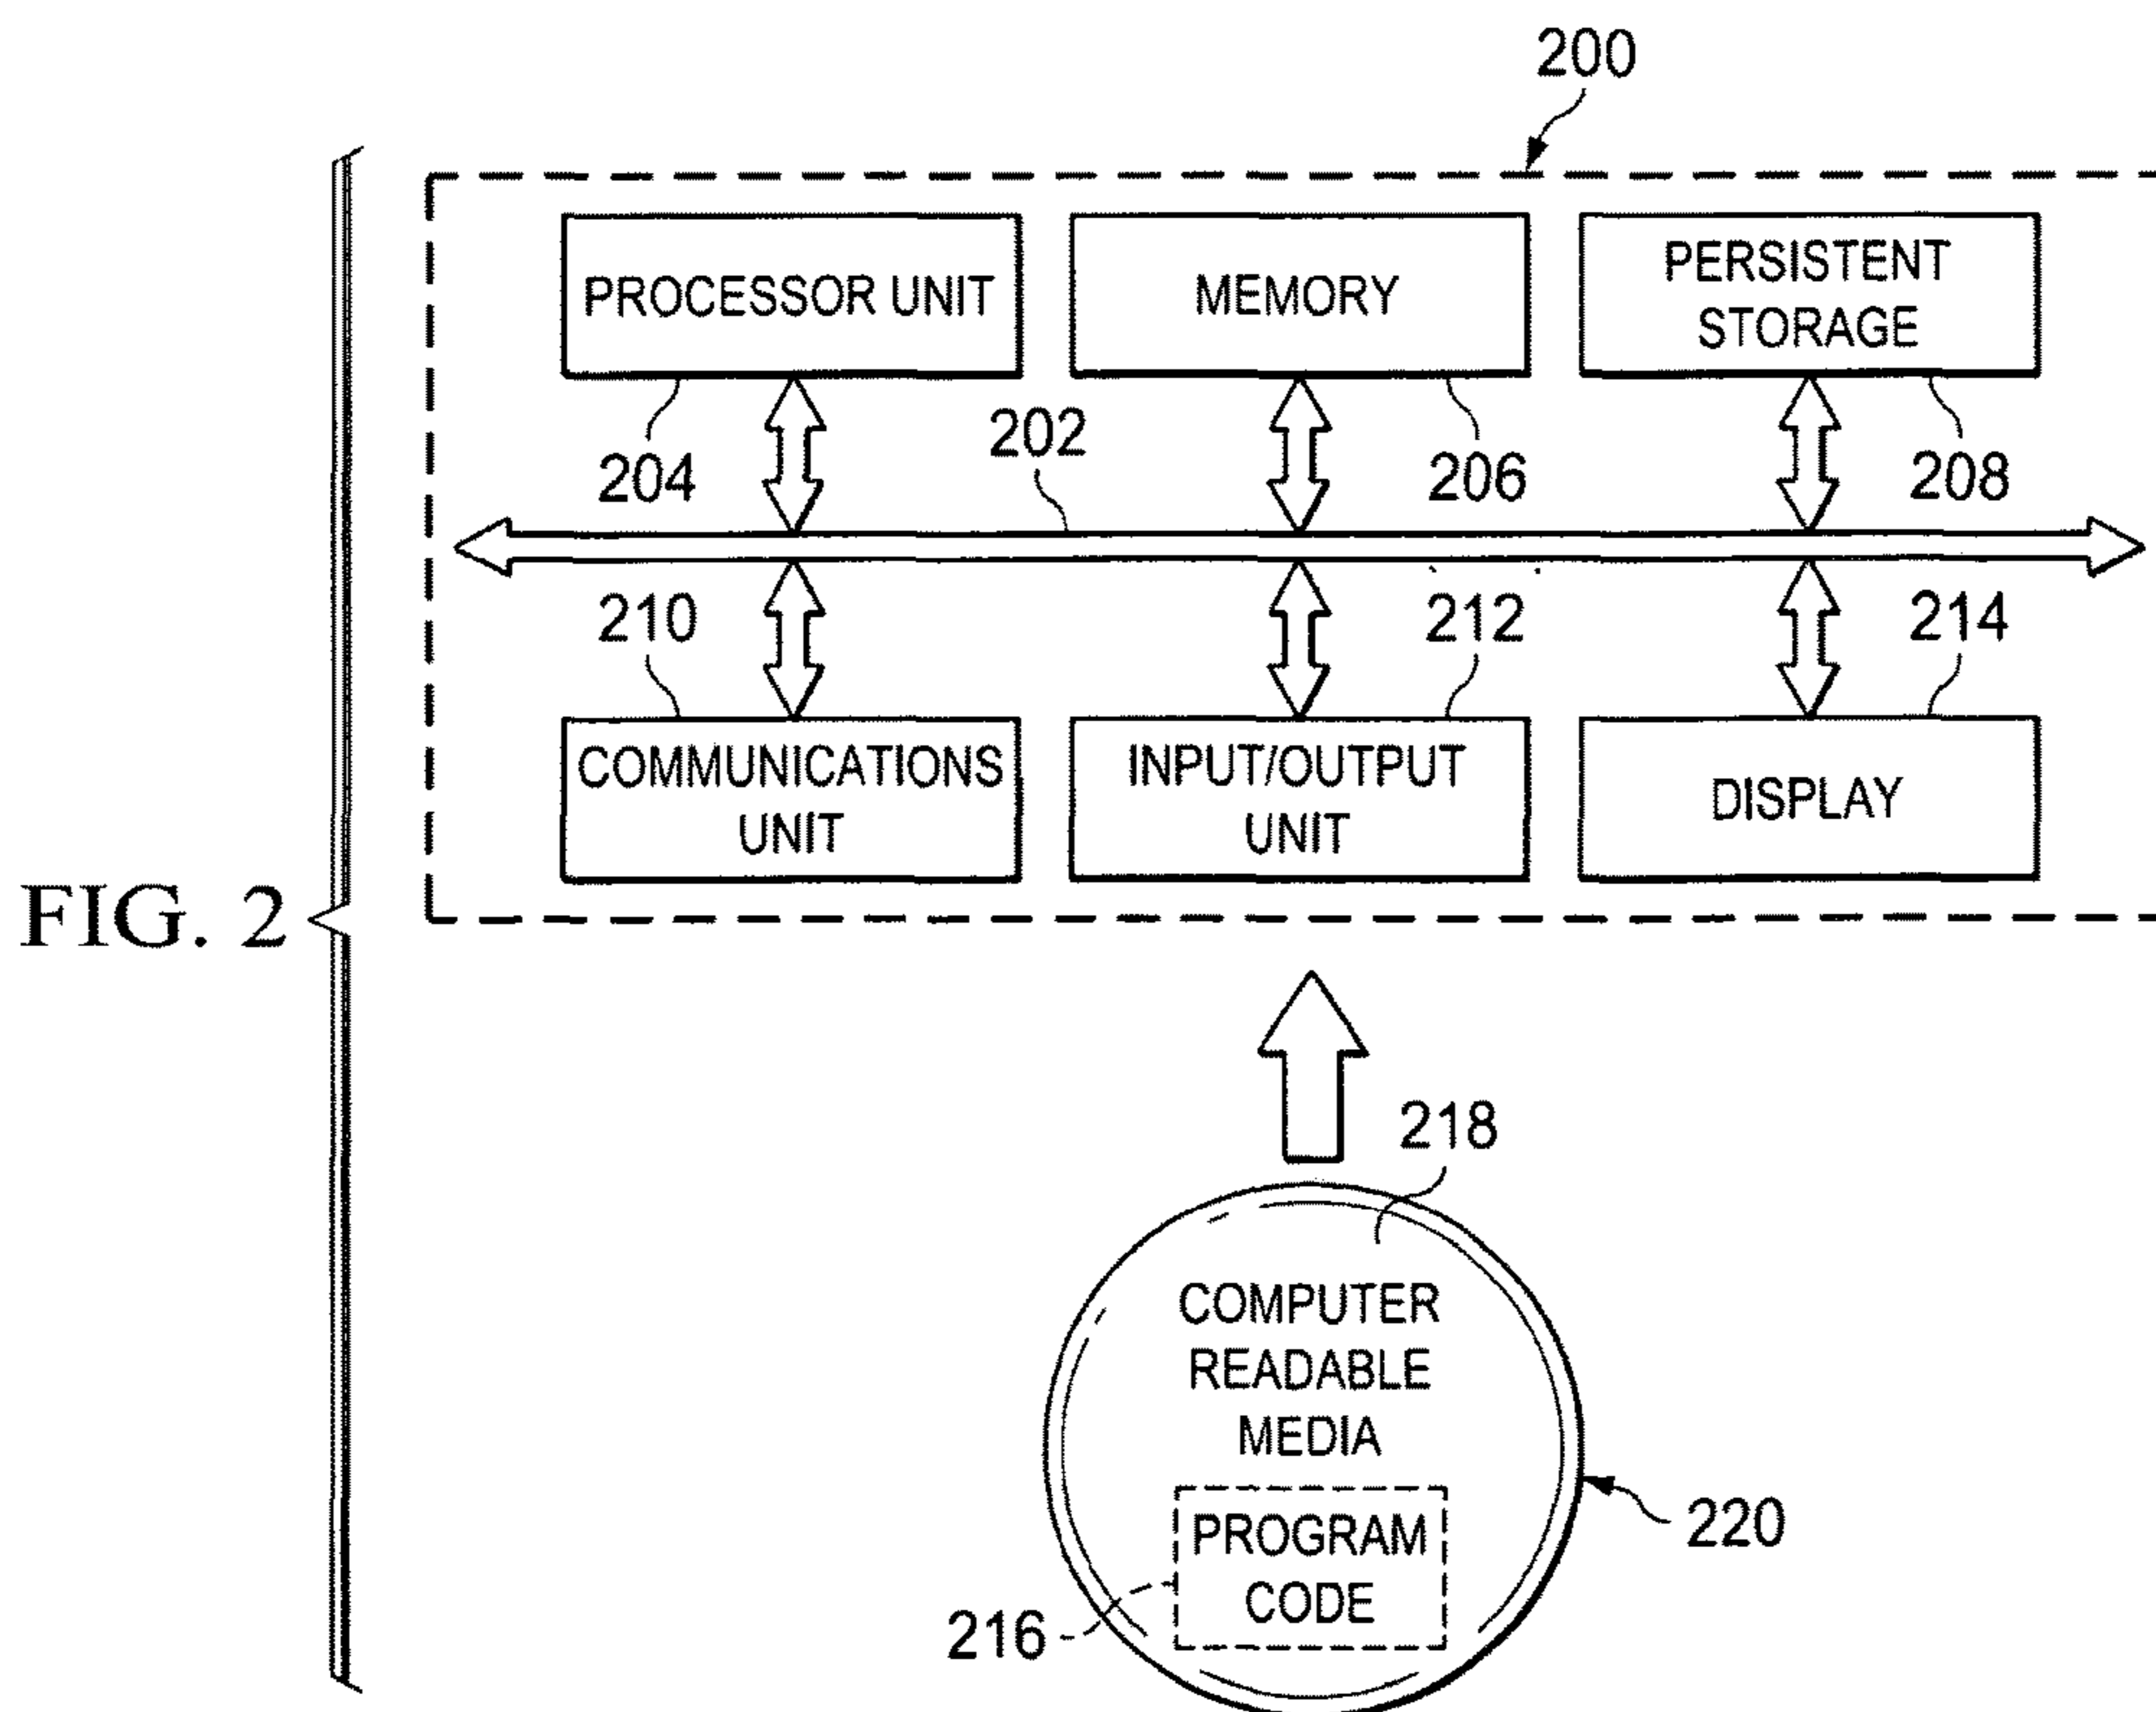 200
PROCESSOR UNIT
MEMORY
PERSISTENT
STORAGE
204
202
206
208
210
212
214
COMMUNICATIONS
UNIT
INPUT/OUTPUT
UNIT
DISPLAY
FIG. 2
218
COMPUTER
READABLE
MEDIA
PROGRAM
CODE
220
216